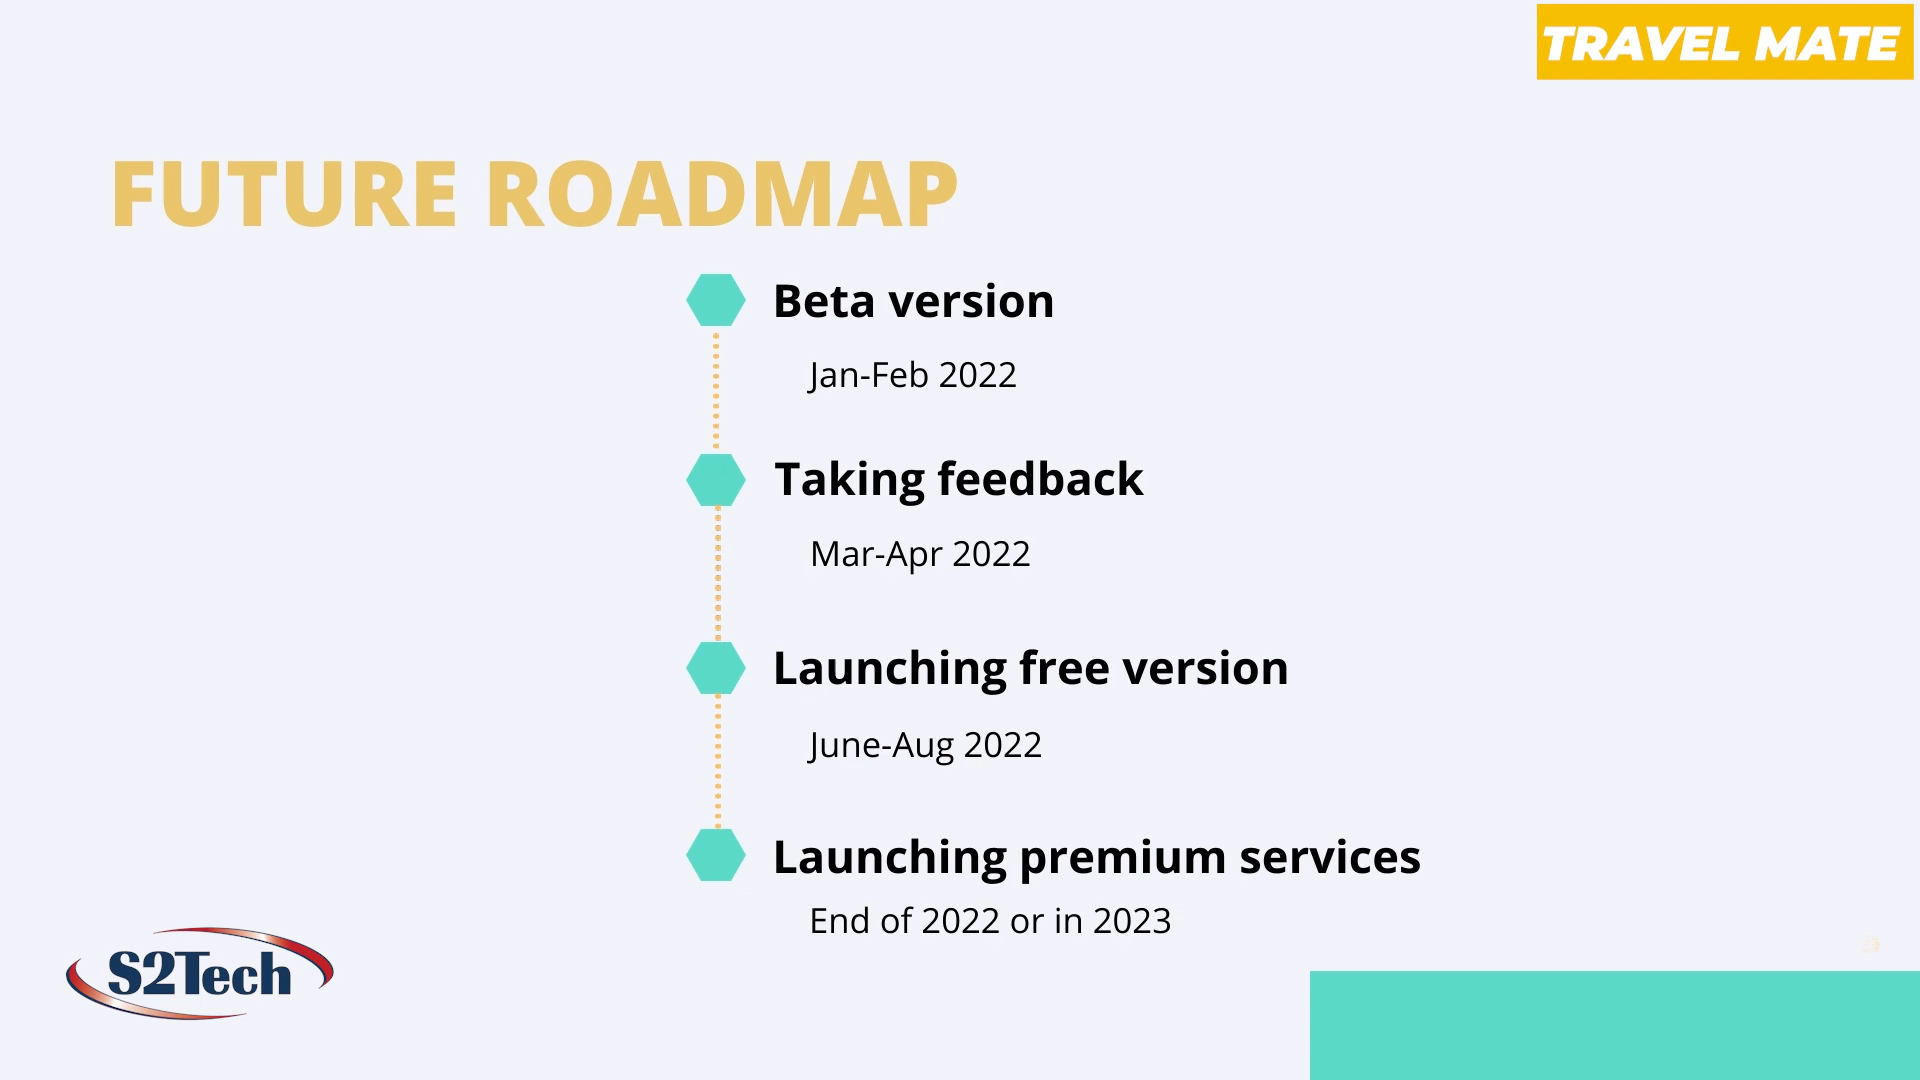 TRAVEL MATE
FUTURE ROADMAP
Beta version
Jan-Feb 2022
Taking feedback
Mar-Apr 2022
Launching free version
June-Aug 2022
Launching premium services
End of 2022 or in 2023
S2Tech